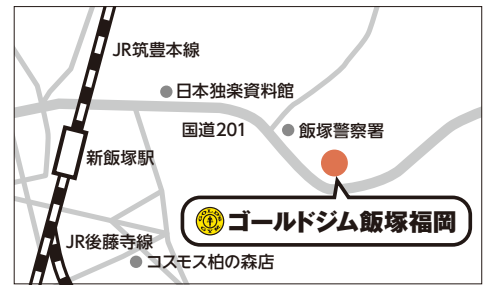 JR筑豊本線
日本独楽資料館
国道201
飯塚警察署
新飯塚駅
GOLD'S GYM
ゴールドジム飯塚福岡
JR後藤寺線
コスモス柏の森店